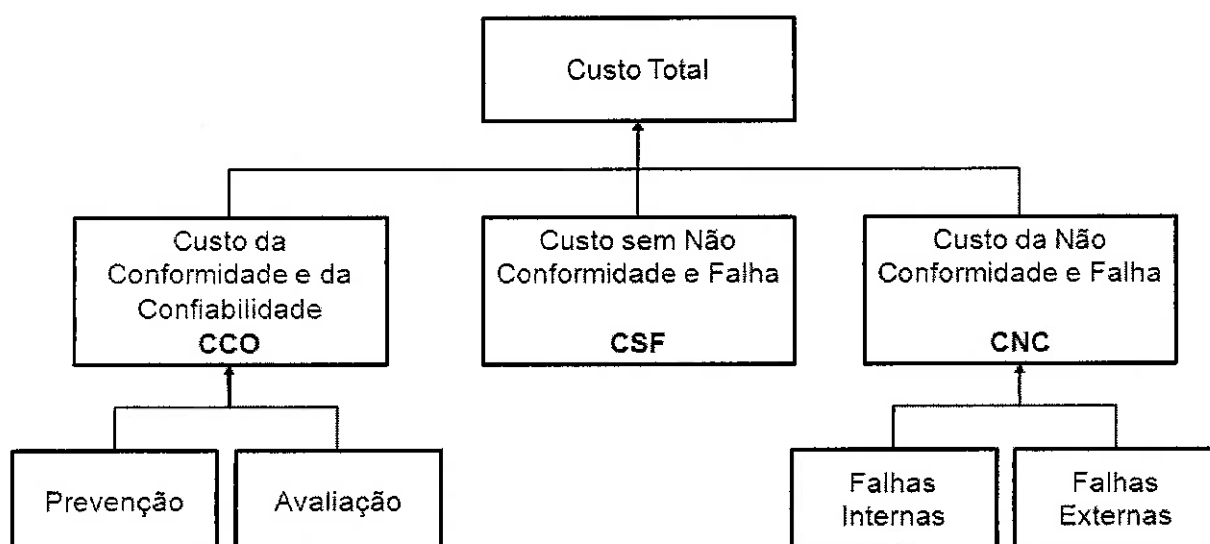 Custo Total
Custo da
Conformidade e da
Confiabilidade
CCO
Custo sem Não
Conformidade e Falha
CSF
Custo da Não
Conformidade e Falha
CNC
Prevenção
Avaliação
Falhas
Internas
Falhas
Externas